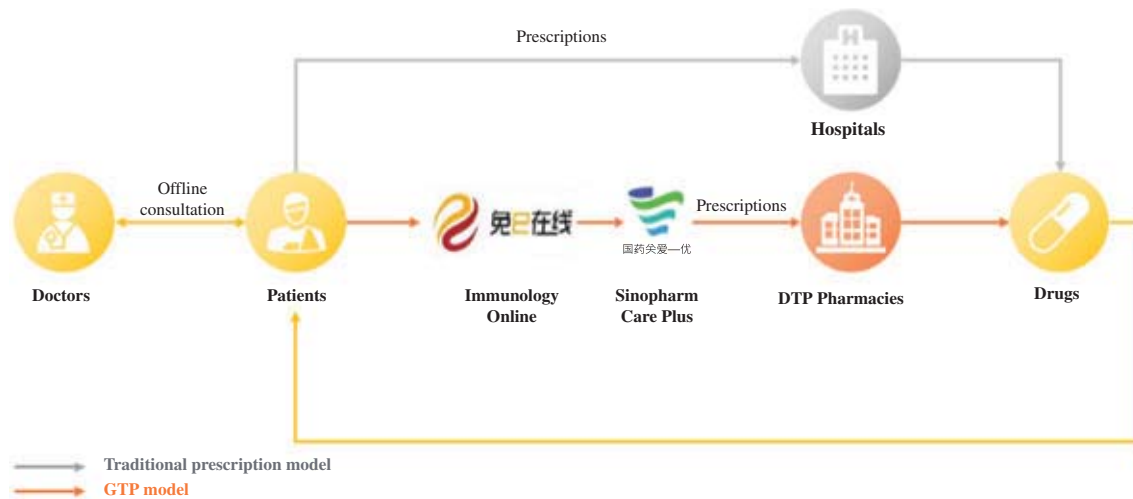 Prescriptions
H
Hospitals
Offline
consultation
免e在线
国药关爱—优
Prescriptions
Doctors
Patients
Immunology
Online
Sinopharm
Care Plus
DTP Pharmacies
Drugs
Traditional prescription model
GTP model